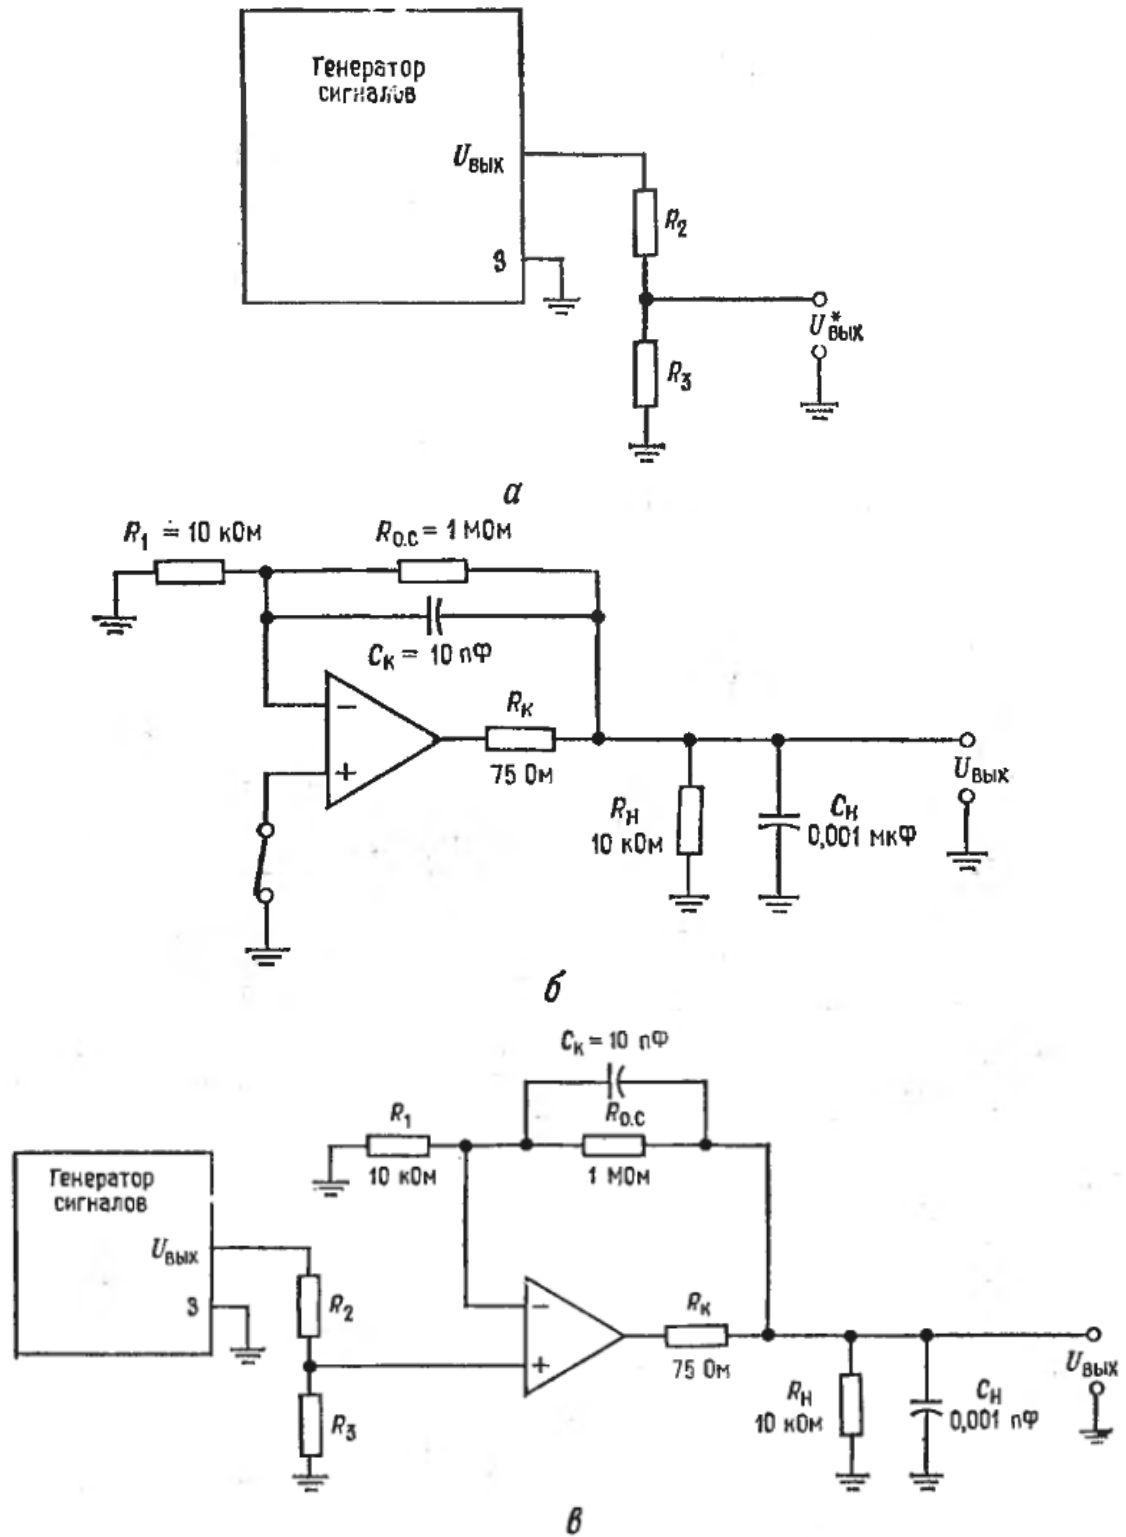 Генератор
сигналов
Uвых
З
R2
R3
U*вых
а
R1 = 10 кОм
Rо.с = 1 МОм
Cк = 10 пФ
−
+
Rк
75 Ом
Rн
10 кОм
Cн
0,001 мкФ
Uвых
б
Cк = 10 пФ
R1
10 кОм
Rо.с
1 МОм
Генератор
сигналов
Uвых
З
R2
R3
−
+
Rк
75 Ом
Rн
10 кОм
Cн
0,001 пФ
Uвых
в